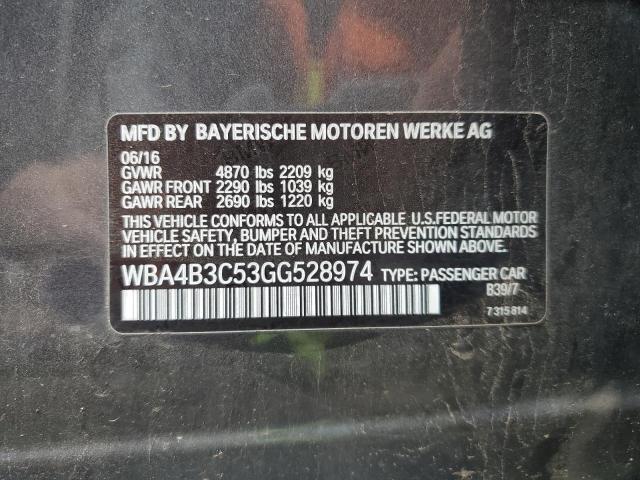 MFD BY BAYERISCHE MOTOREN WERKE AG
06/16
GVWR 4870 lbs 2209 kg
GAWR FRONT 2290 lbs 1039 kg
GAWR REAR 2690 lbs 1220 kg
THIS VEHICLE CONFORMS TO ALL APPLICABLE U.S.FEDERAL MOTOR
VEHICLE SAFETY, BUMPER AND THEFT PREVENTION STANDARDS
IN EFFECT ON THE DATE OF MANUFACTURE SHOWN ABOVE.
WBA4B3C53GG528974 TYPE: PASSENGER CAR
B39/7
7 315 814